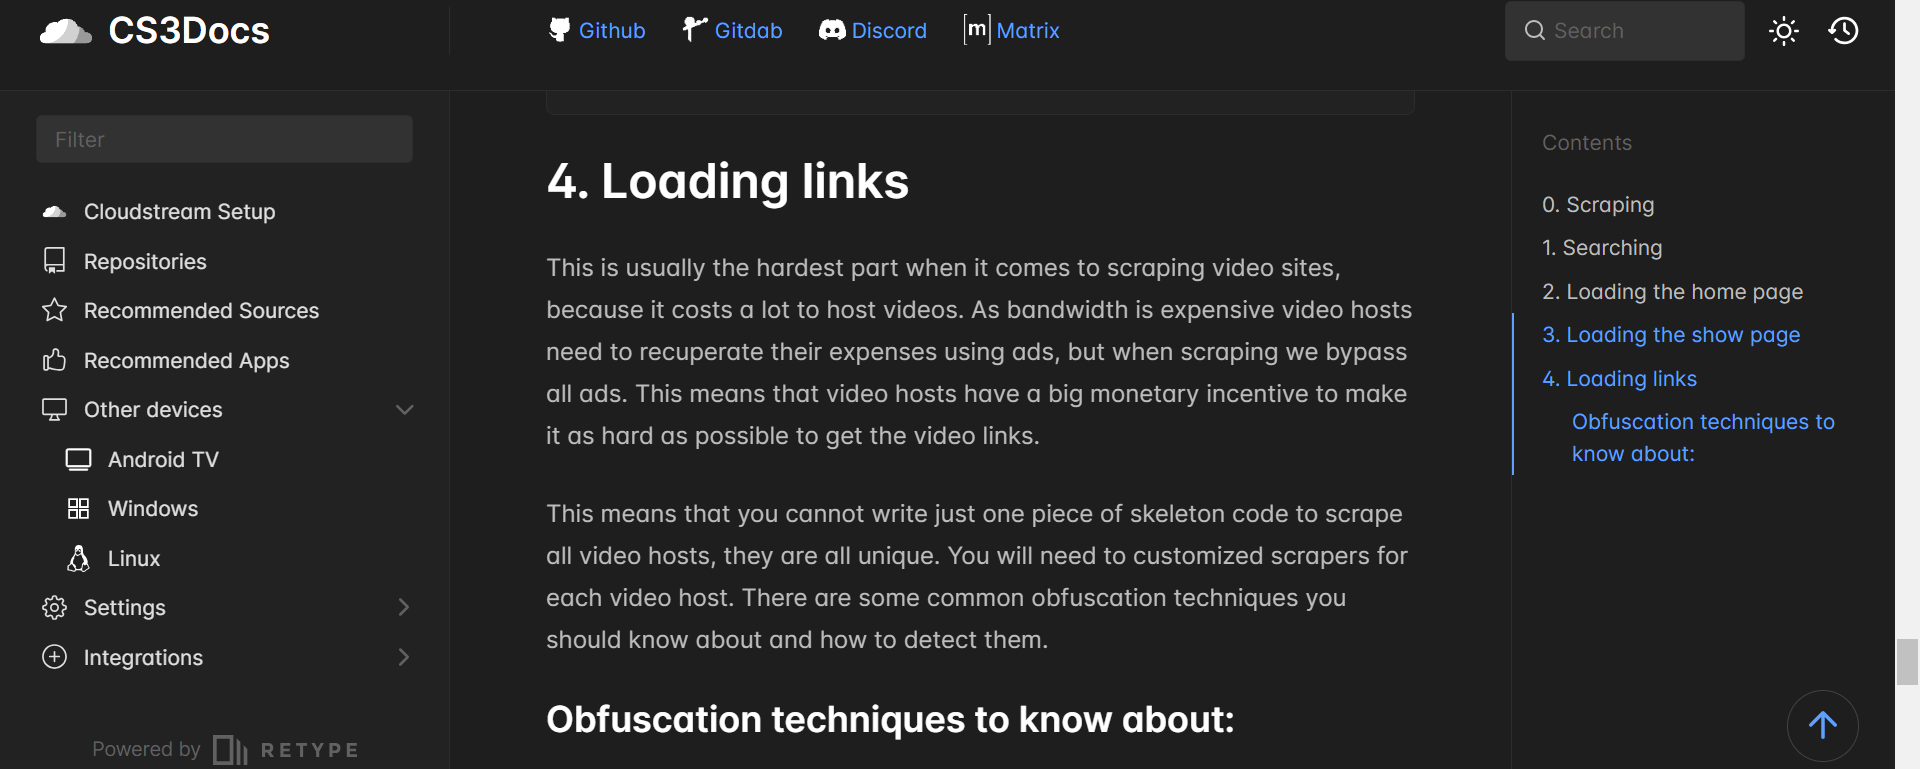 CS3Docs
Github
Gitdab
Discord
[m] Matrix
Search
Filter
Cloudstream Setup
Repositories
Recommended Sources
Recommended Apps
Other devices
Android TV
Windows
Linux
Settings
Integrations
Powered by RETYPE
4. Loading links
This is usually the hardest part when it comes to scraping video sites,
because it costs a lot to host videos. As bandwidth is expensive video hosts
need to recuperate their expenses using ads, but when scraping we bypass
all ads. This means that video hosts have a big monetary incentive to make
it as hard as possible to get the video links.
This means that you cannot write just one piece of skeleton code to scrape
all video hosts, they are all unique. You will need to customized scrapers for
each video host. There are some common obfuscation techniques you
should know about and how to detect them.
Obfuscation techniques to know about:
Contents
0. Scraping
1. Searching
2. Loading the home page
3. Loading the show page
4. Loading links
Obfuscation techniques to
know about: